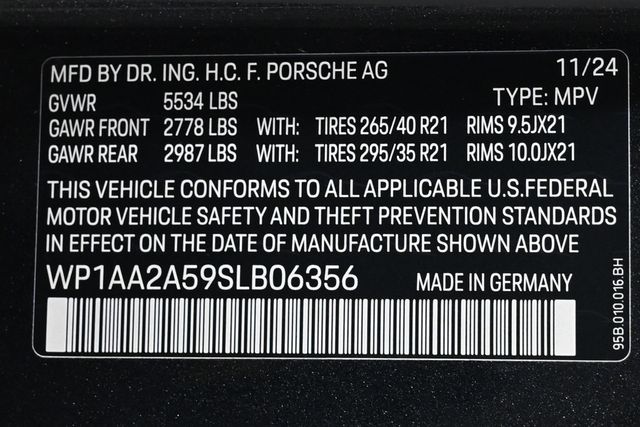 MFD BY DR. ING. H.C. F. PORSCHE AG 11/24
GVWR 5534 LBS TYPE: MPV
GAWR FRONT 2778 LBS WITH: TIRES 265/40 R21 RIMS 9.5JX21
GAWR REAR 2987 LBS WITH: TIRES 295/35 R21 RIMS 10.0JX21
THIS VEHICLE CONFORMS TO ALL APPLICABLE U.S.FEDERAL
MOTOR VEHICLE SAFETY AND THEFT PREVENTION STANDARDS
IN EFFECT ON THE DATE OF MANUFACTURE SHOWN ABOVE
WP1AA2A59SLB06356 MADE IN GERMANY
95B.010.016.BH